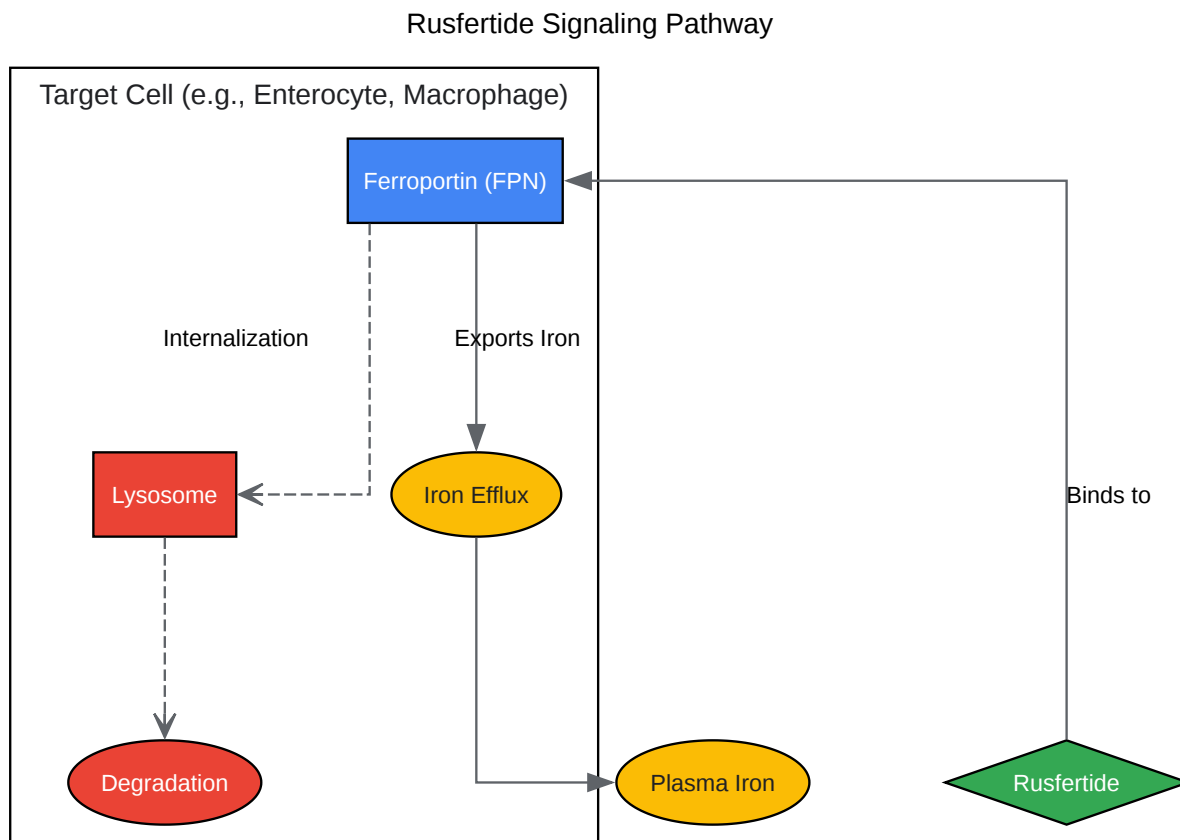 Rusfertide Signaling Pathway
Target Cell (e.g., Enterocyte, Macrophage)
Ferroportin (FPN)
Internalization
Exports Iron
Lysosome
Iron Efflux
Binds to
Degradation
Plasma Iron
Rusfertide